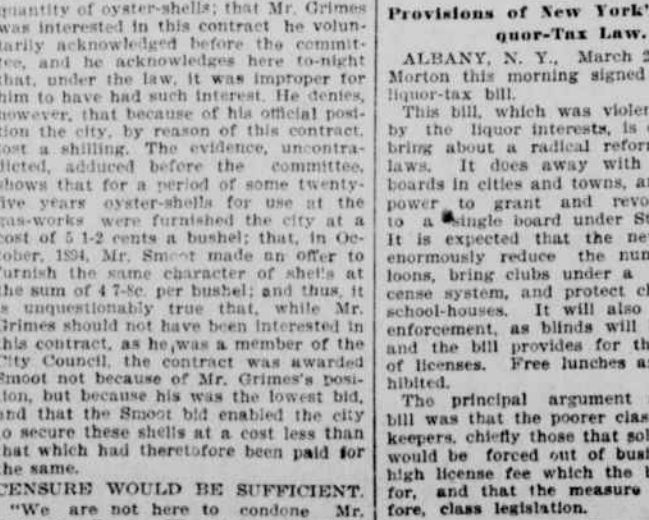 quantity of oyster-shells; that Mr. Grimes
was interested in this contract he volun-
tarily acknowledged before the commit-
tee, and he acknowledges here to-night
that, under the law, it was improper for
him to have had such interest. He denies,
however, that because of his official posi-
tion the city, by reason of this contract,
lost a shilling. The evidence, uncontra-
dicted, adduced before the committee,
shows that for a period of some twenty-
five years oyster-shells for use at the
gas-works were furnished the city at a
cost of 5 1-2 cents a bushel; that, in Oc-
tober, 1894, Mr. Smoot made an offer to
furnish the same character of shells at
the sum of 4 7-8c. per bushel; and thus, it
is unquestionably true that, while Mr.
Grimes should not have been interested in
this contract, as he was a member of the
City Council, the contract was awarded
Smoot not because of Mr. Grimes's posi-
tion, but because his was the lowest bid,
and that the Smoot bid enabled the city
to secure these shells at a cost less than
that which had theretofore been paid for
the same.
CENSURE WOULD BE SUFFICIENT.
"We are not here to condone Mr.
Provisions of New York'
quor-Tax Law.
ALBANY, N. Y., March 2
Morton this morning signed
liquor-tax bill.
This bill, which was violen
by the liquor interests, is
bring about a radical refor
laws. It does away with
boards in cities and towns, a
power to grant and revo
to a single board under St
It is expected that the ne
enormously reduce the num
loons, bring clubs under a
cense system, and protect c
school-houses. It will also
enforcement, as blinds will
and the bill provides for th
of licenses. Free lunches a
hibited.
The principal argument
bill was that the poorer clas
keepers, chiefly those that sol
would be forced out of busi
high license fee which the b
for, and that the measure
fore, class legislation.